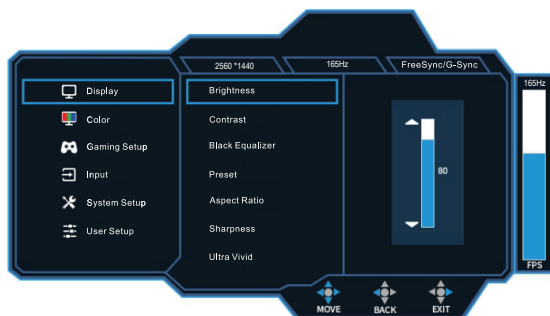 2560 *1440 165Hz FreeSync/G-Sync
165Hz
Display
Color
Gaming Setup
Input
System Setup
User Setup
Brightness
Contrast
Black Equalizer
Preset
Aspect Ratio
Sharpness
Ultra Vivid
80
FPS
MOVE BACK EXIT